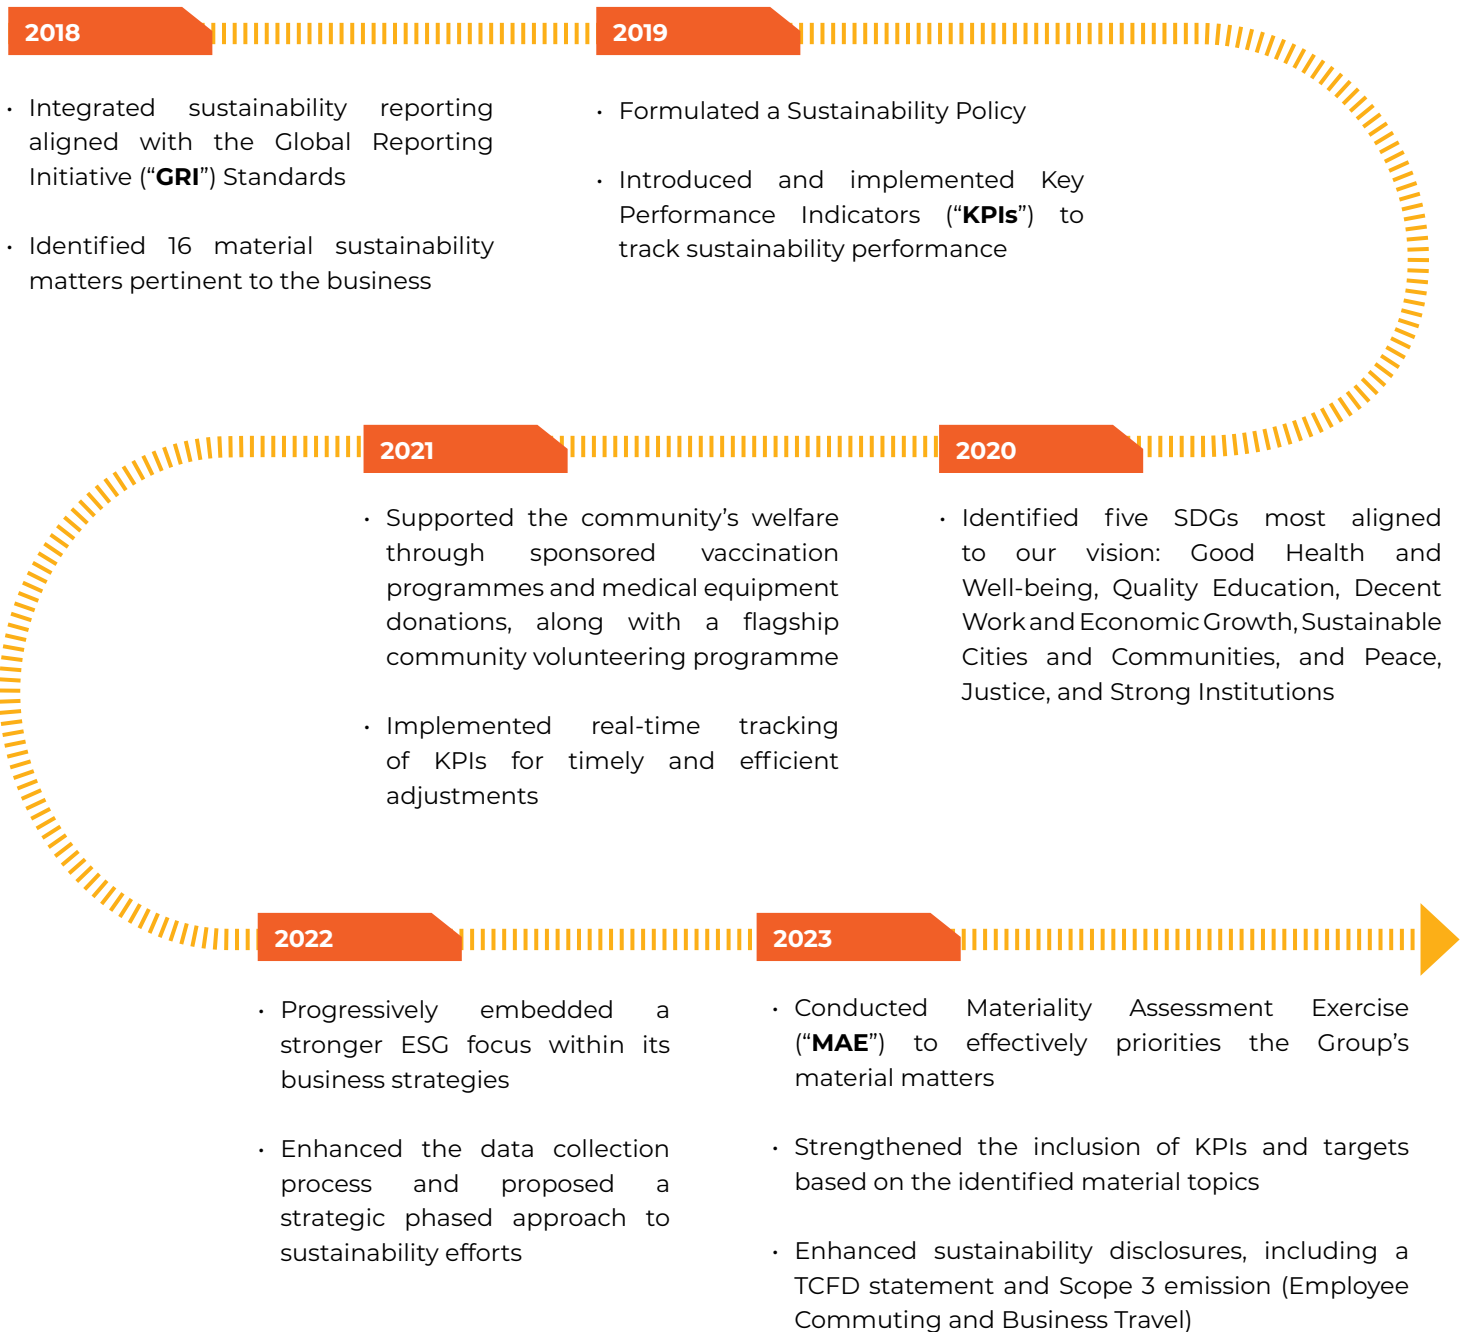 2018
• Integrated sustainability reporting
aligned with the Global Reporting
Initiative (“GRI”) Standards
• Identified 16 material sustainability
matters pertinent to the business
2019
• Formulated a Sustainability Policy
• Introduced and implemented Key
Performance Indicators (“KPIs”) to
track sustainability performance
2020
• Identified five SDGs most aligned
to our vision: Good Health and
Well-being, Quality Education, Decent
Work and Economic Growth, Sustainable
Cities and Communities, and Peace,
Justice, and Strong Institutions
2021
• Supported the community’s welfare
through sponsored vaccination
programmes and medical equipment
donations, along with a flagship
community volunteering programme
• Implemented real-time tracking
of KPIs for timely and efficient
adjustments
2022
• Progressively embedded a
stronger ESG focus within its
business strategies
• Enhanced the data collection
process and proposed a
strategic phased approach to
sustainability efforts
2023
• Conducted Materiality Assessment Exercise
(“MAE”) to effectively priorities the Group’s
material matters
• Strengthened the inclusion of KPIs and targets
based on the identified material topics
• Enhanced sustainability disclosures, including a
TCFD statement and Scope 3 emission (Employee
Commuting and Business Travel)